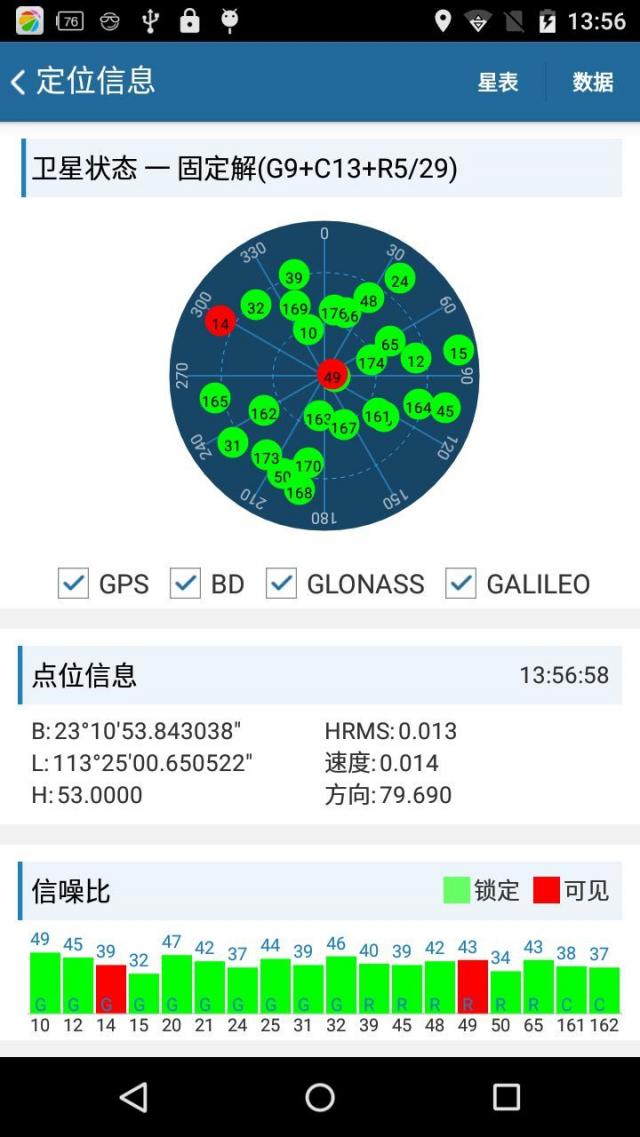 76
13:56
定位信息 星表 数据
卫星状态 一 固定解(G9+C13+R5/29)
0
330 30
39 24
300 32 169 48 60
14 176
10 65
174 12 15
49
270 90
165 162 163 167 161 164 45
31
240 120
173 170
50
168
210 150
180
GPS BD GLONASS GALILEO
点位信息 13:56:58
B:23°10'53.843038" HRMS:0.013
L:113°25'00.650522" 速度:0.014
H:53.0000 方向:79.690
信噪比 锁定 可见
49 45 39 32 47 42 37 44 39 46 40 39 42 43 34 43 38 37
G G G G G G G G G G R R R R R R C C
10 12 14 15 20 21 24 25 31 32 39 45 48 49 50 65 161 162